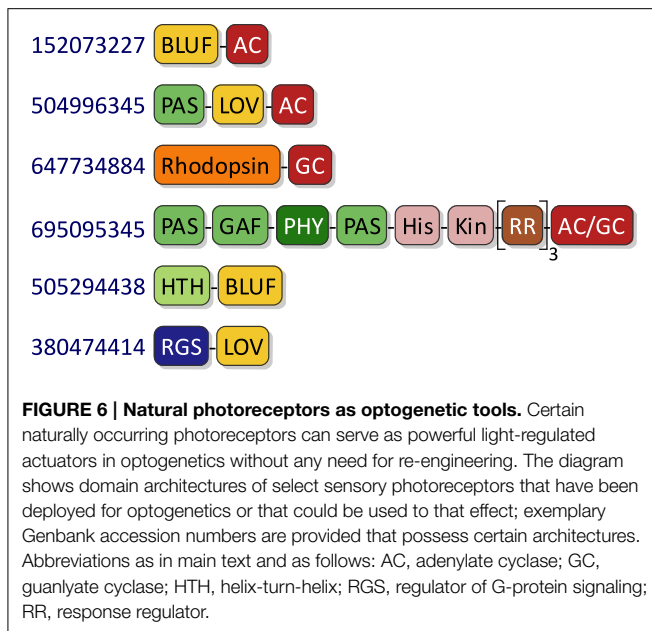 152073227 BLUF AC
504996345 PAS LOV AC
647734884 Rhodopsin GC
695095345 PAS GAF PHY PAS His Kin [RR]3 AC/GC
505294438 HTH BLUF
380474414 RGS LOV
FIGURE 6 | Natural photoreceptors as optogenetic tools. Certain
naturally occurring photoreceptors can serve as powerful light-regulated
actuators in optogenetics without any need for re-engineering. The diagram
shows domain architectures of select sensory photoreceptors that have been
deployed for optogenetics or that could be used to that effect; exemplary
Genbank accession numbers are provided that possess certain architectures.
Abbreviations as in main text and as follows: AC, adenylate cyclase; GC,
guanlyate cyclase; HTH, helix-turn-helix; RGS, regulator of G-protein signaling;
RR, response regulator.